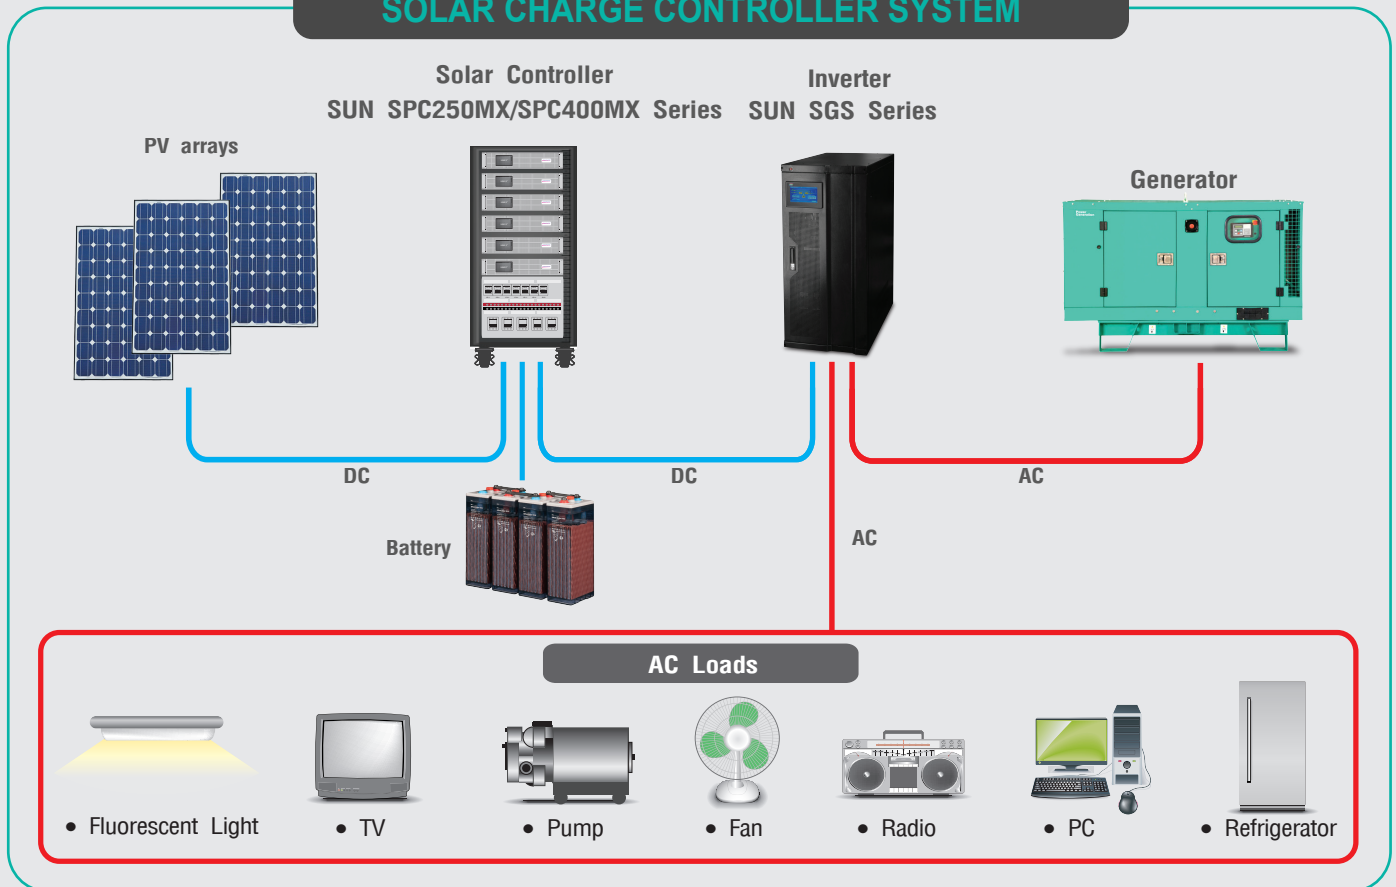 SOLAR CHARGE CONTROLLER SYSTEM
Solar Controller
SUN SPC250MX/SPC400MX Series
Inverter
SUN SGS Series
PV arrays
Generator
DC
DC
AC
Battery
AC
AC Loads
• Fluorescent Light
• TV
• Pump
• Fan
• Radio
• PC
• Refrigerator